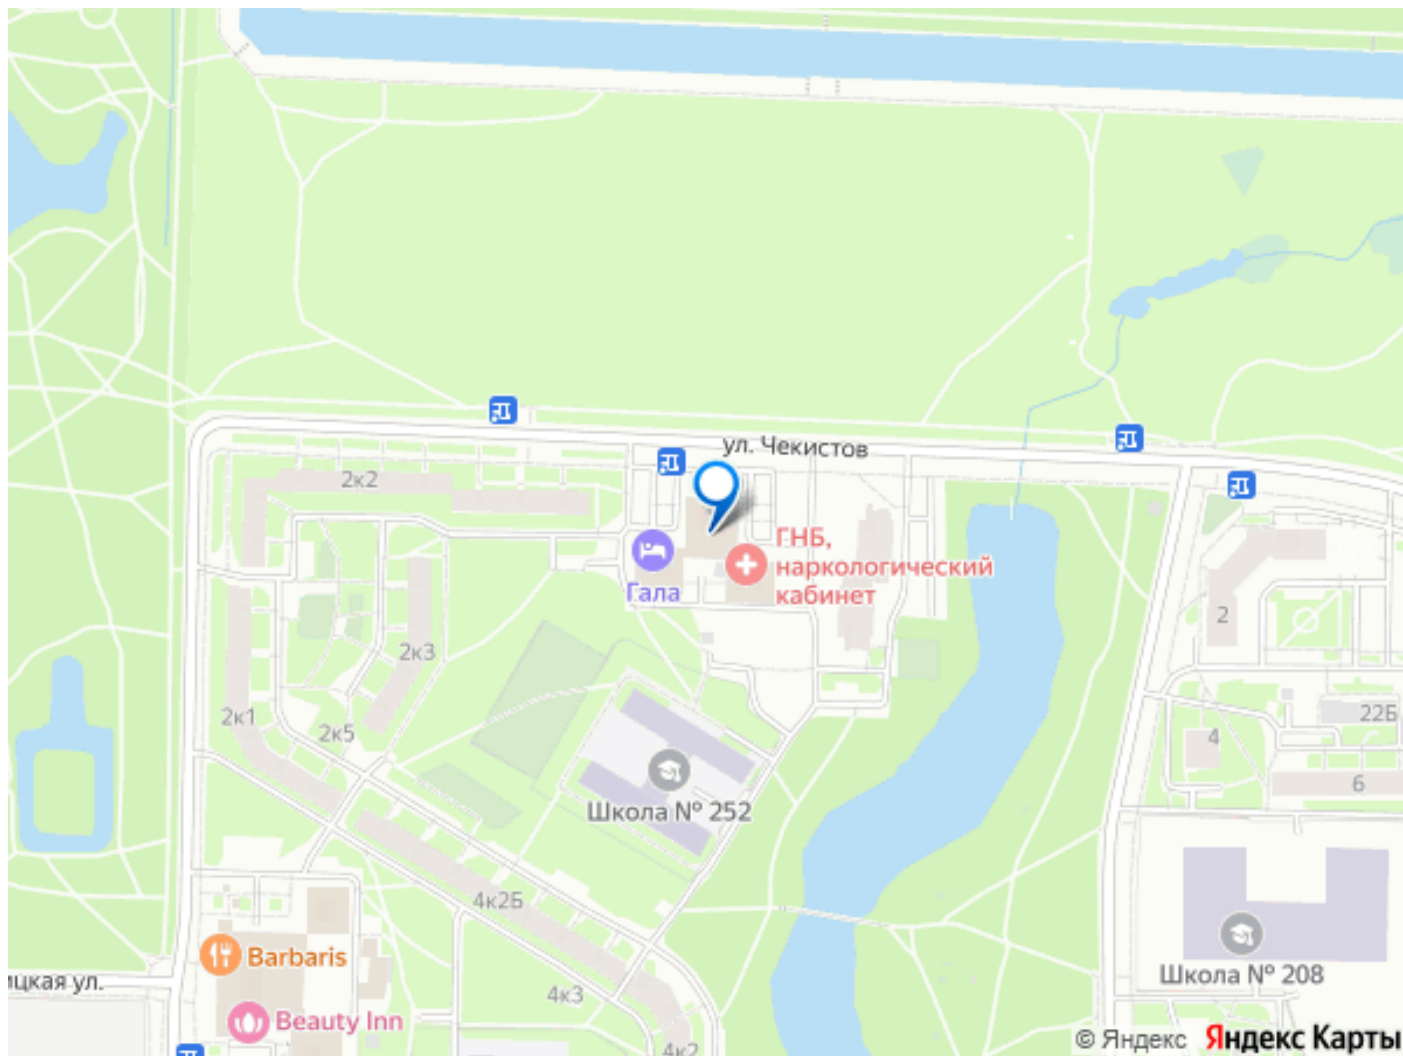 ул. Чекистов
2к2
ГНБ,
наркологический
кабинет
Гала
2
2к3
2к1
2к5
22Б
4
6
Школа № 252
4к2Б
Barbaris
ицкая ул.
Школа № 208
4к3
Beauty Inn
4к2
© Яндекс Яндекс Карты